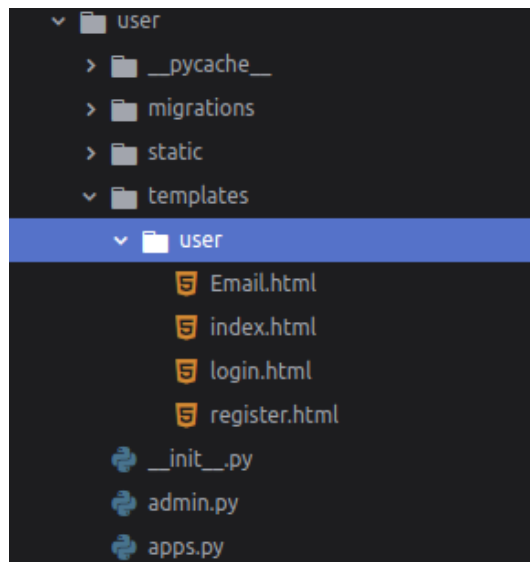 user
__pycache__
migrations
static
templates
user
Email.html
index.html
login.html
register.html
__init__.py
admin.py
apps.py